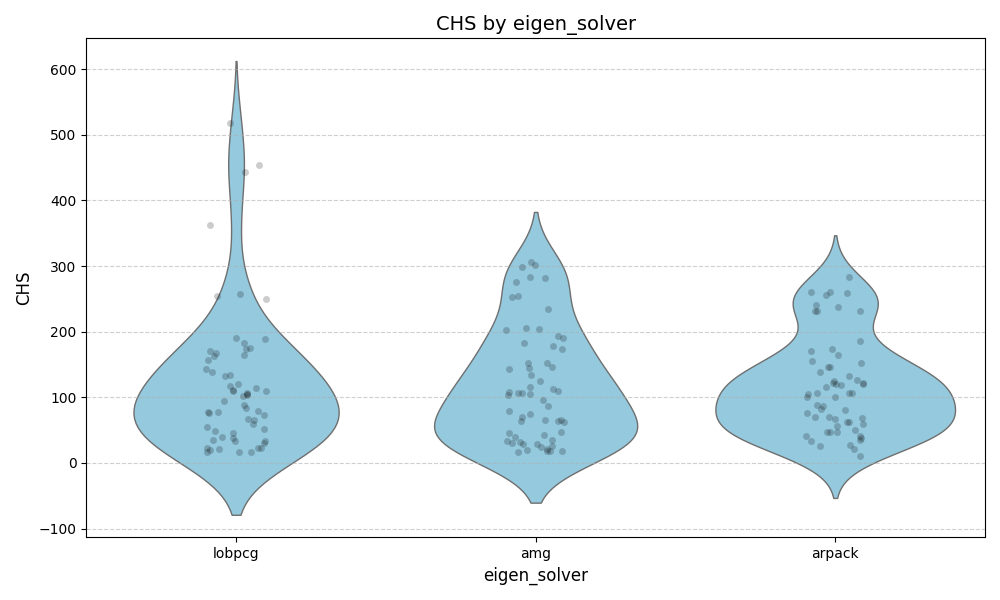 CHS by eigen_solver
600
500
400
300
200
100
0
−100
CHS
lobpcg
amg
arpack
eigen_solver